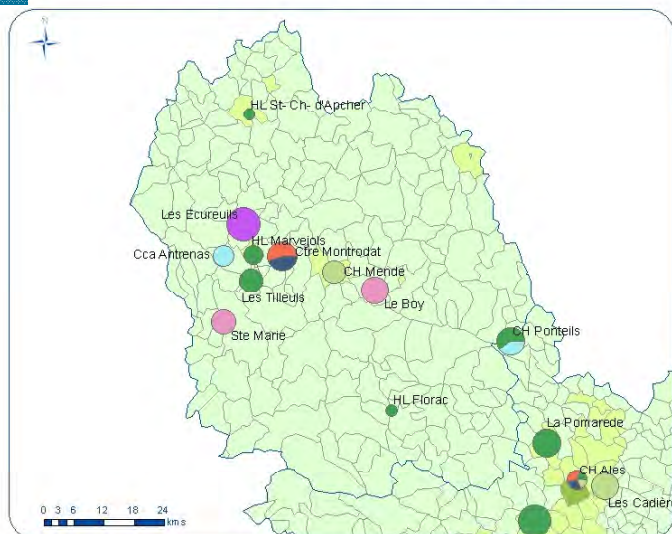 N
HL St- Ch- d'Apcher
?
Les Ecureuils
HL Marvejols
Cca Antrenas
Ctre Montrodat
CH Mende
Les Tilleuls
Le Boy
Ste Marie
CH Ponteils
HL Florac
La Pomarede
CH Ales
Les Cadièr
0 3 6 12 18 24
kms